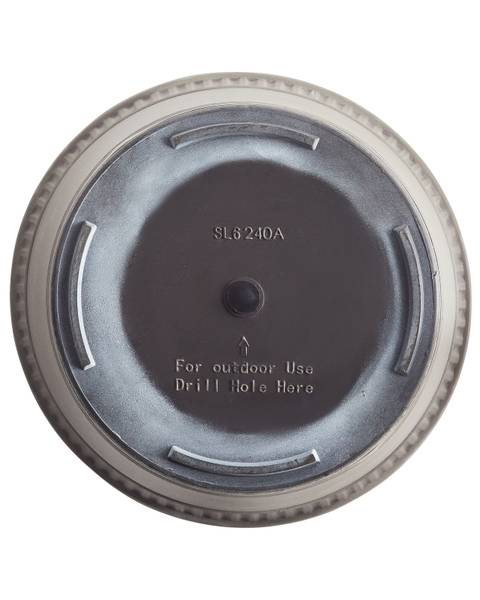 SL6240A
↑
For outdoor Use
Drill Hole Here